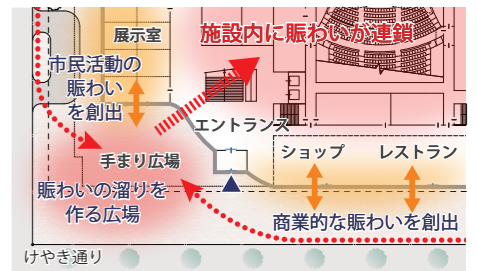 展示室
施設内に賑わいが連鎖
市民活動の
賑わい
を創出
エントランス
手まり広場
ショップ
レストラン
賑わいの溜りを
作る広場
商業的な賑わいを創出
けやき通り